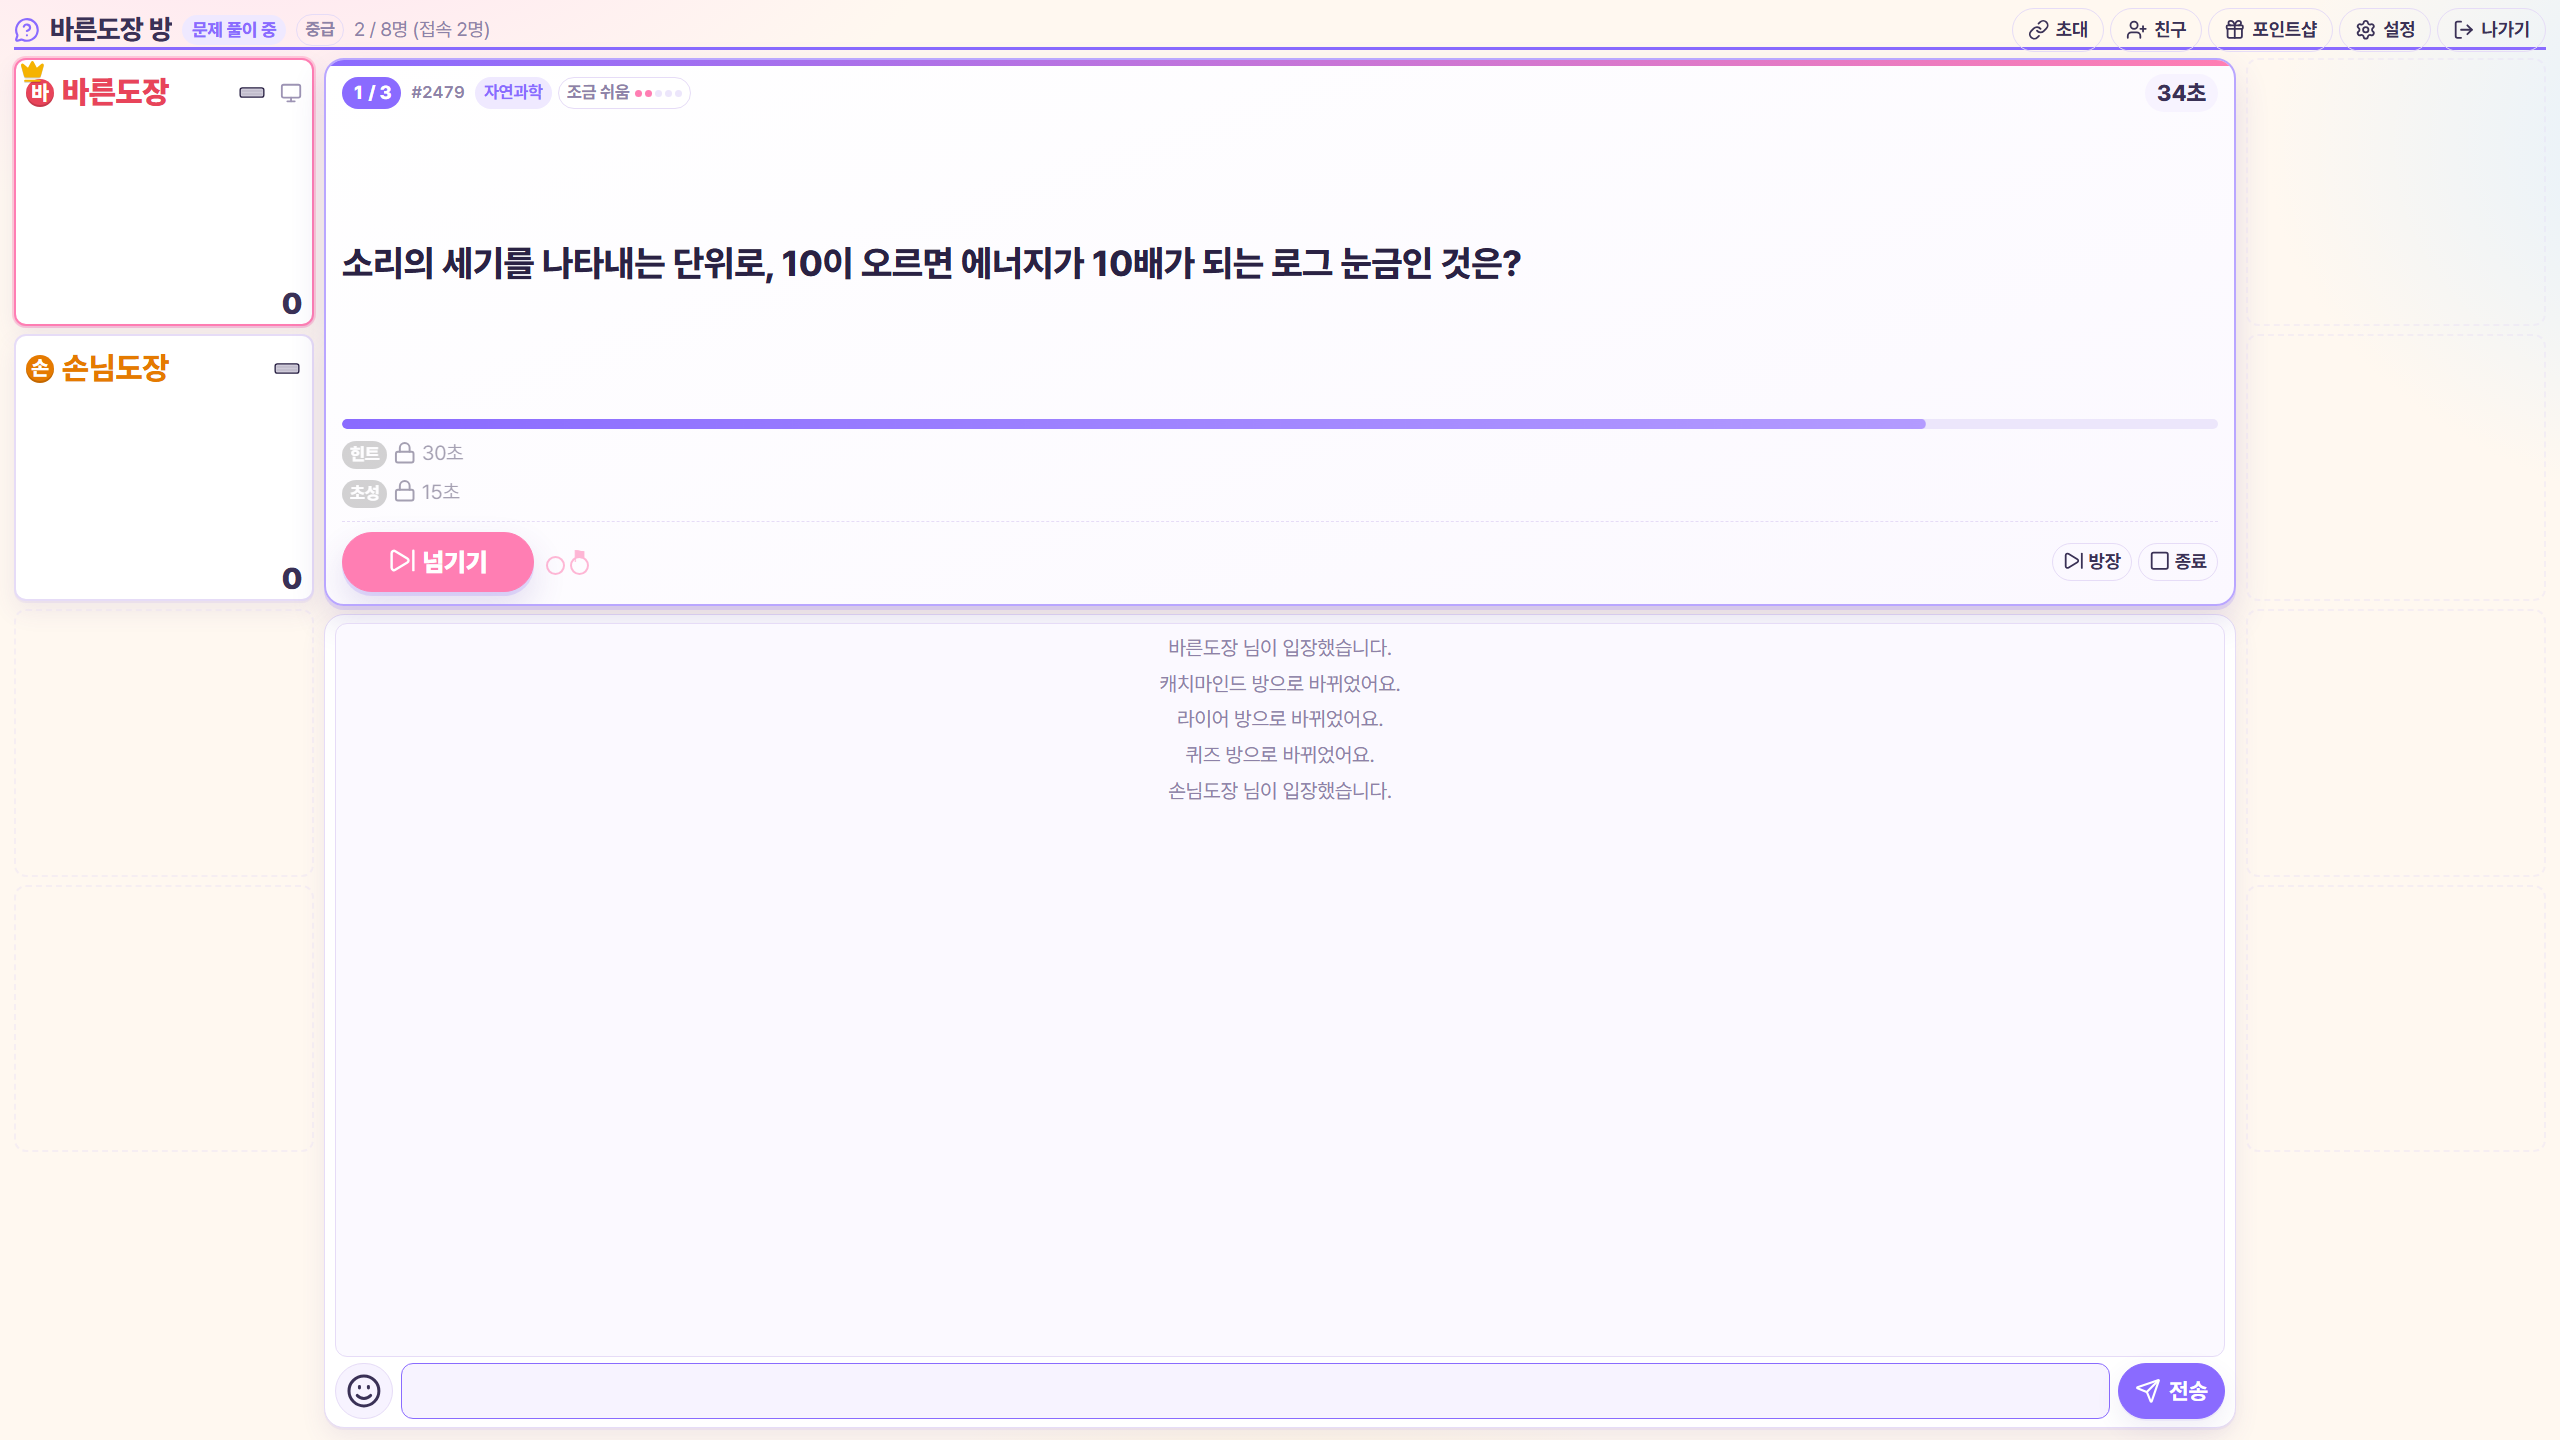 바른도장 방 문제 풀이 중 중급 2 / 8명 (접속 2명) 초대 친구 포인트샵 설정 나가기
바 바른도장
0
손 손님도장
0
1 / 3 #2479 자연과학 조금 쉬움 34초
소리의 세기를 나타내는 단위로, 10이 오르면 에너지가 10배가 되는 로그 눈금인 것은?
힌트 30초
초성 15초
넘기기 방장 종료
바른도장 님이 입장했습니다.
캐치마인드 방으로 바뀌었어요.
라이어 방으로 바뀌었어요.
퀴즈 방으로 바뀌었어요.
손님도장 님이 입장했습니다.
전송